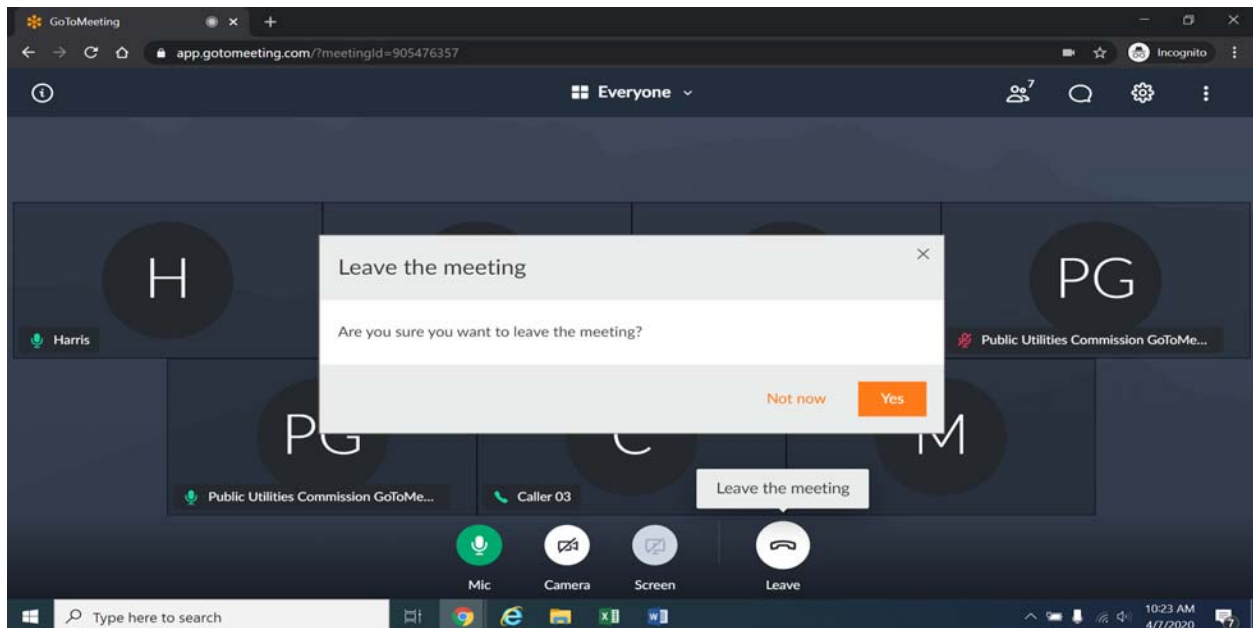 GoToMeeting
app.gotomeeting.com/?meetingId=905476357
Incognito
Everyone
7
H
Harris
PG
Public Utilities Commission GoToMe...
Leave the meeting
Are you sure you want to leave the meeting?
Not now
Yes
PG
Public Utilities Commission GoToMe...
C
Caller 03
M
Leave the meeting
Mic
Camera
Screen
Leave
Type here to search
10:23 AM
4/7/2020
7